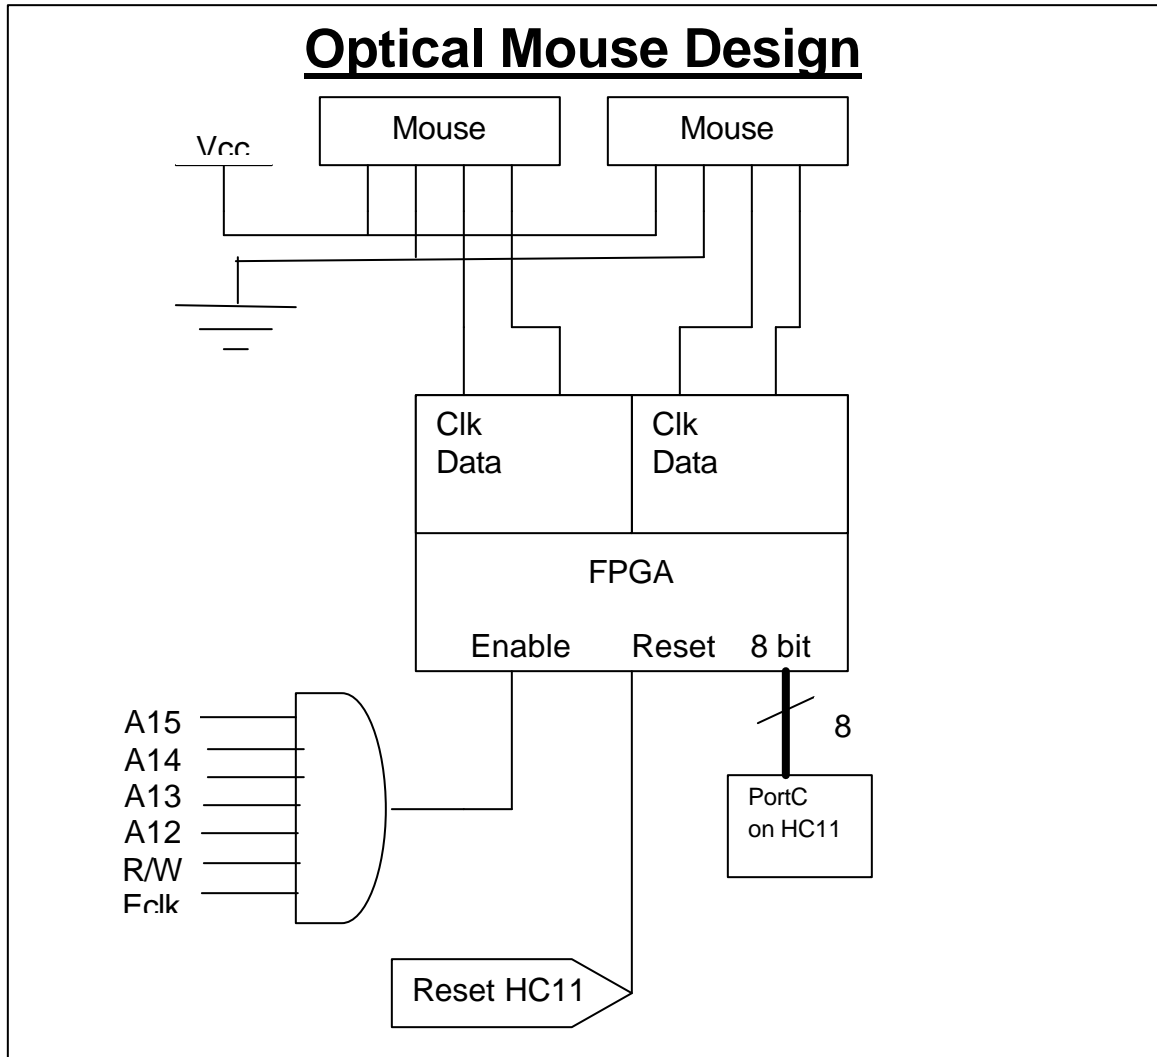 Optical Mouse Design
Mouse
Mouse
Vcc
Clk
Data
Clk
Data
FPGA
Enable
Reset
8 bit
8
A15
A14
A13
A12
R/W
Eclk
PortC
on HC11
Reset HC11